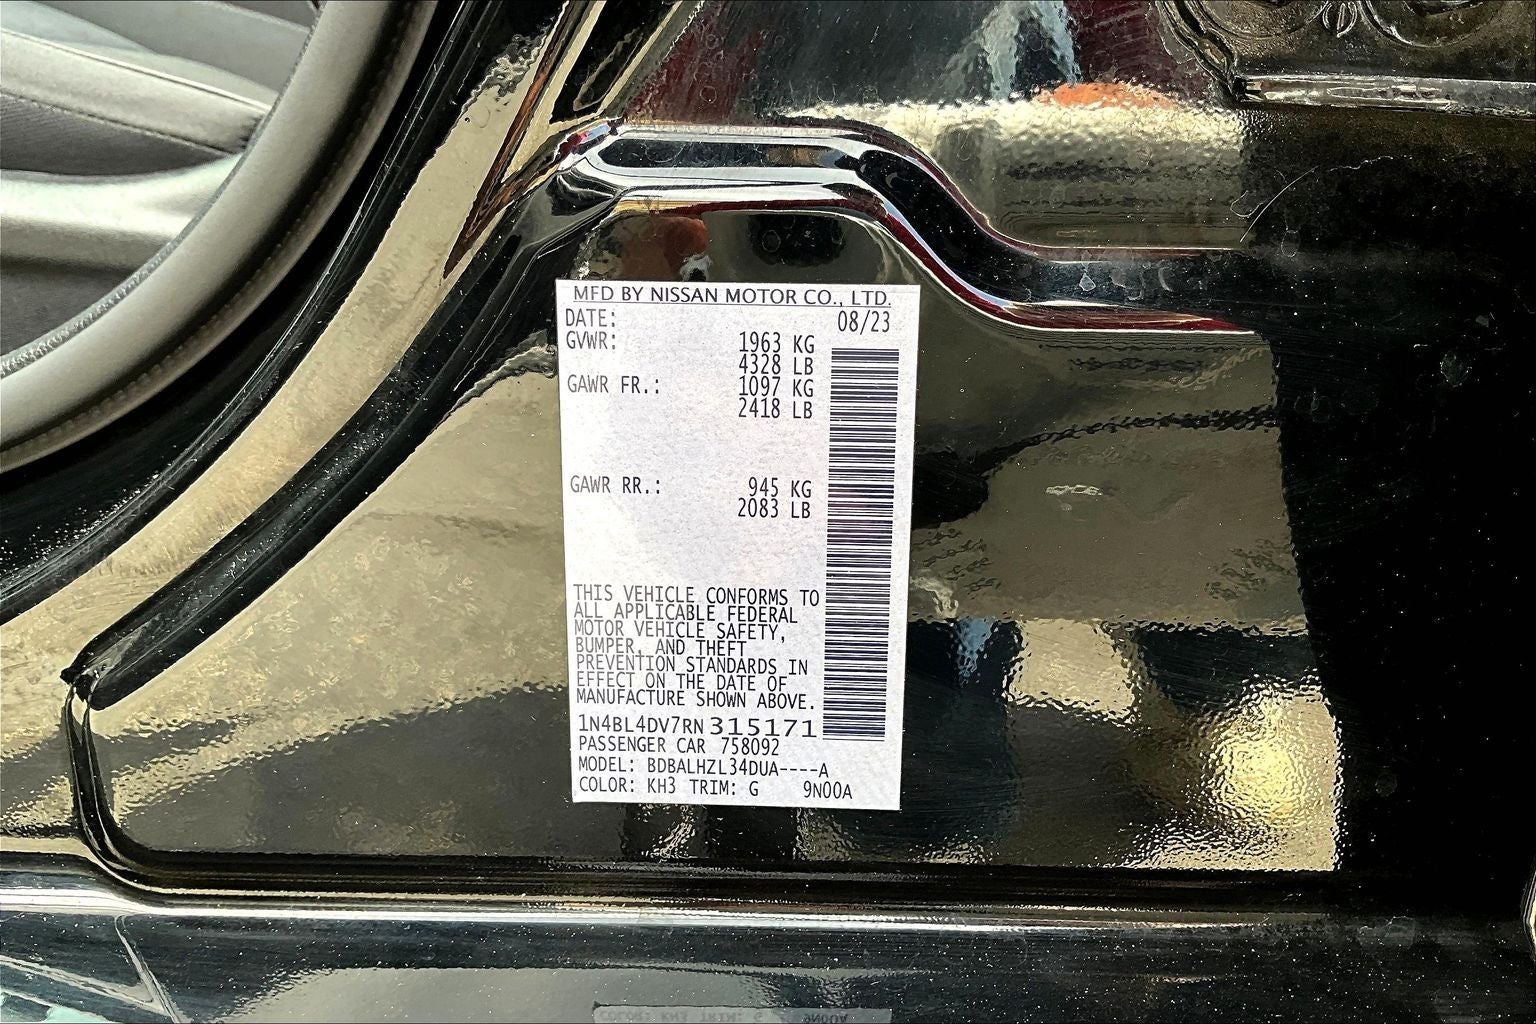 MFD BY NISSAN MOTOR CO., LTD.
DATE: 08/23
GVWR: 1963 KG
4328 LB
GAWR FR.: 1097 KG
2418 LB
GAWR RR.: 945 KG
2083 LB
THIS VEHICLE CONFORMS TO
ALL APPLICABLE FEDERAL
MOTOR VEHICLE SAFETY,
BUMPER, AND THEFT
PREVENTION STANDARDS IN
EFFECT ON THE DATE OF
MANUFACTURE SHOWN ABOVE.
1N4BL4DV7RN315171
PASSENGER CAR 758092
MODEL: BDBALHZL34DUA----A
COLOR: KH3 TRIM: G 9N00A